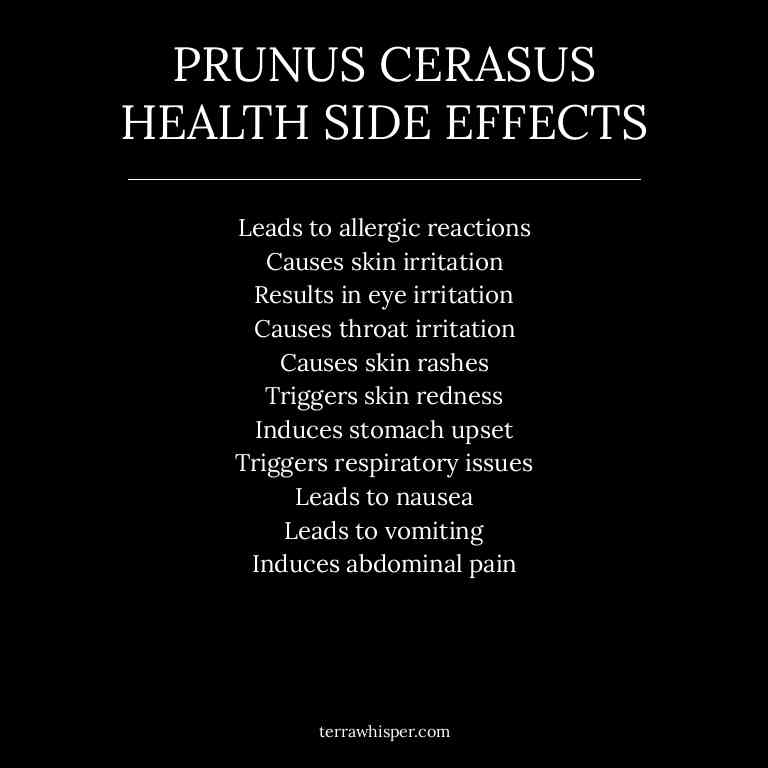 PRUNUS CERASUS
HEALTH SIDE EFFECTS
Leads to allergic reactions
Causes skin irritation
Results in eye irritation
Causes throat irritation
Causes skin rashes
Triggers skin redness
Induces stomach upset
Triggers respiratory issues
Leads to nausea
Leads to vomiting
Induces abdominal pain
terrawhisper.com